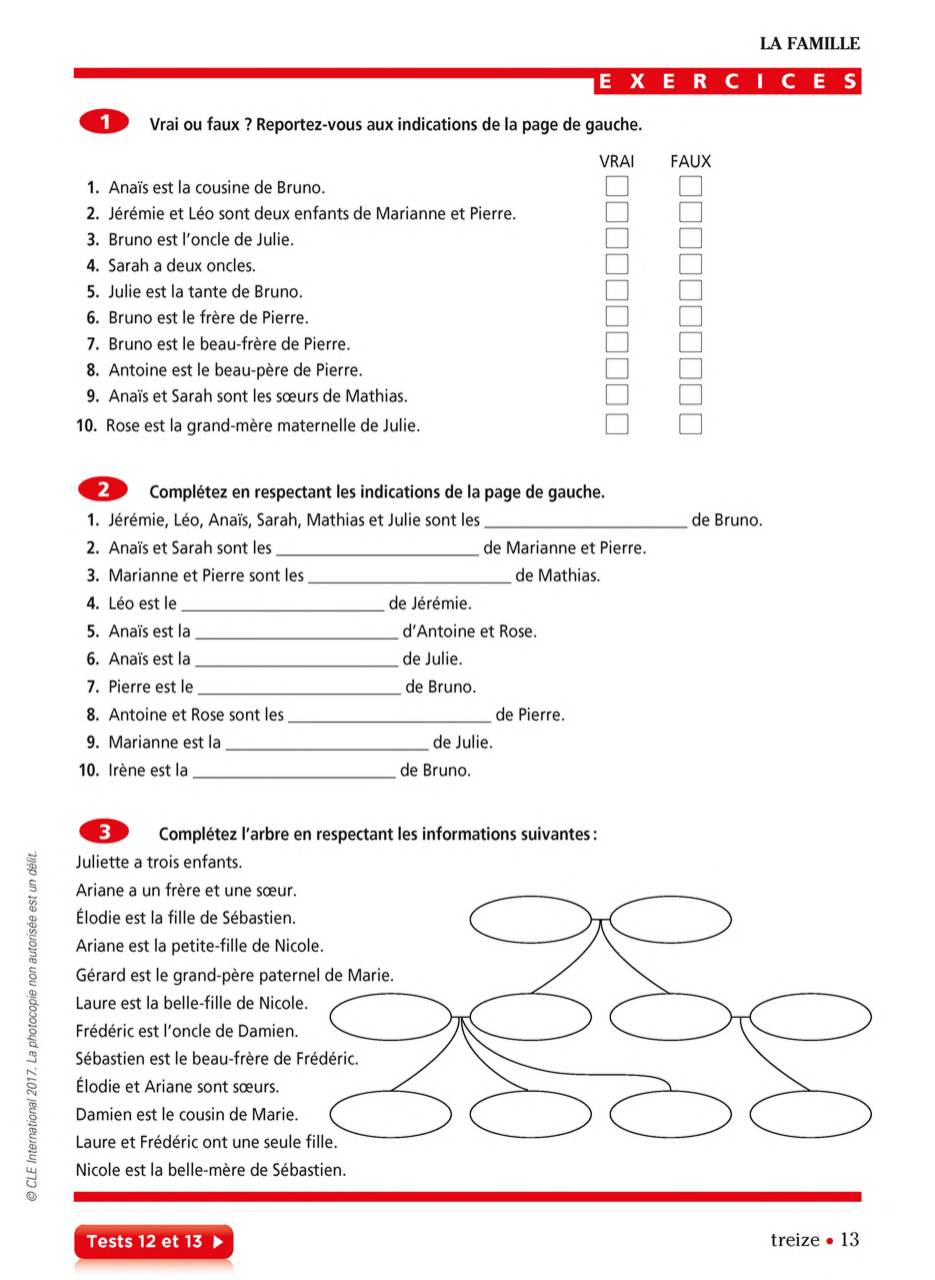 LA FAMILLE
EXERCICES
1 Vrai ou faux ? Reportez-vous aux indications de la page de gauche.
VRAI FAUX
1. Anaïs est la cousine de Bruno.
2. Jérémie et Léo sont deux enfants de Marianne et Pierre.
3. Bruno est l’oncle de Julie.
4. Sarah a deux oncles.
5. Julie est la tante de Bruno.
6. Bruno est le frère de Pierre.
7. Bruno est le beau-frère de Pierre.
8. Antoine est le beau-père de Pierre.
9. Anaïs et Sarah sont les sœurs de Mathias.
10. Rose est la grand-mère maternelle de Julie.
2 Complétez en respectant les indications de la page de gauche.
1. Jérémie, Léo, Anaïs, Sarah, Mathias et Julie sont les ____________________ de Bruno.
2. Anaïs et Sarah sont les ____________________ de Marianne et Pierre.
3. Marianne et Pierre sont les ____________________ de Mathias.
4. Léo est le ____________________ de Jérémie.
5. Anaïs est la ____________________ d’Antoine et Rose.
6. Anaïs est la ____________________ de Julie.
7. Pierre est le ____________________ de Bruno.
8. Antoine et Rose sont les ____________________ de Pierre.
9. Marianne est la ____________________ de Julie.
10. Irène est la ____________________ de Bruno.
3 Complétez l’arbre en respectant les informations suivantes :
Juliette a trois enfants.
Ariane a un frère et une sœur.
Élodie est la fille de Sébastien.
Ariane est la petite-fille de Nicole.
Gérard est le grand-père paternel de Marie.
Laure est la belle-fille de Nicole.
Frédéric est l’oncle de Damien.
Sébastien est le beau-frère de Frédéric.
Élodie et Ariane sont sœurs.
Damien est le cousin de Marie.
Laure et Frédéric ont une seule fille.
Nicole est la belle-mère de Sébastien.
© CLE International 2017. La photocopie non autorisée est un délit.
Tests 12 et 13
treize • 13